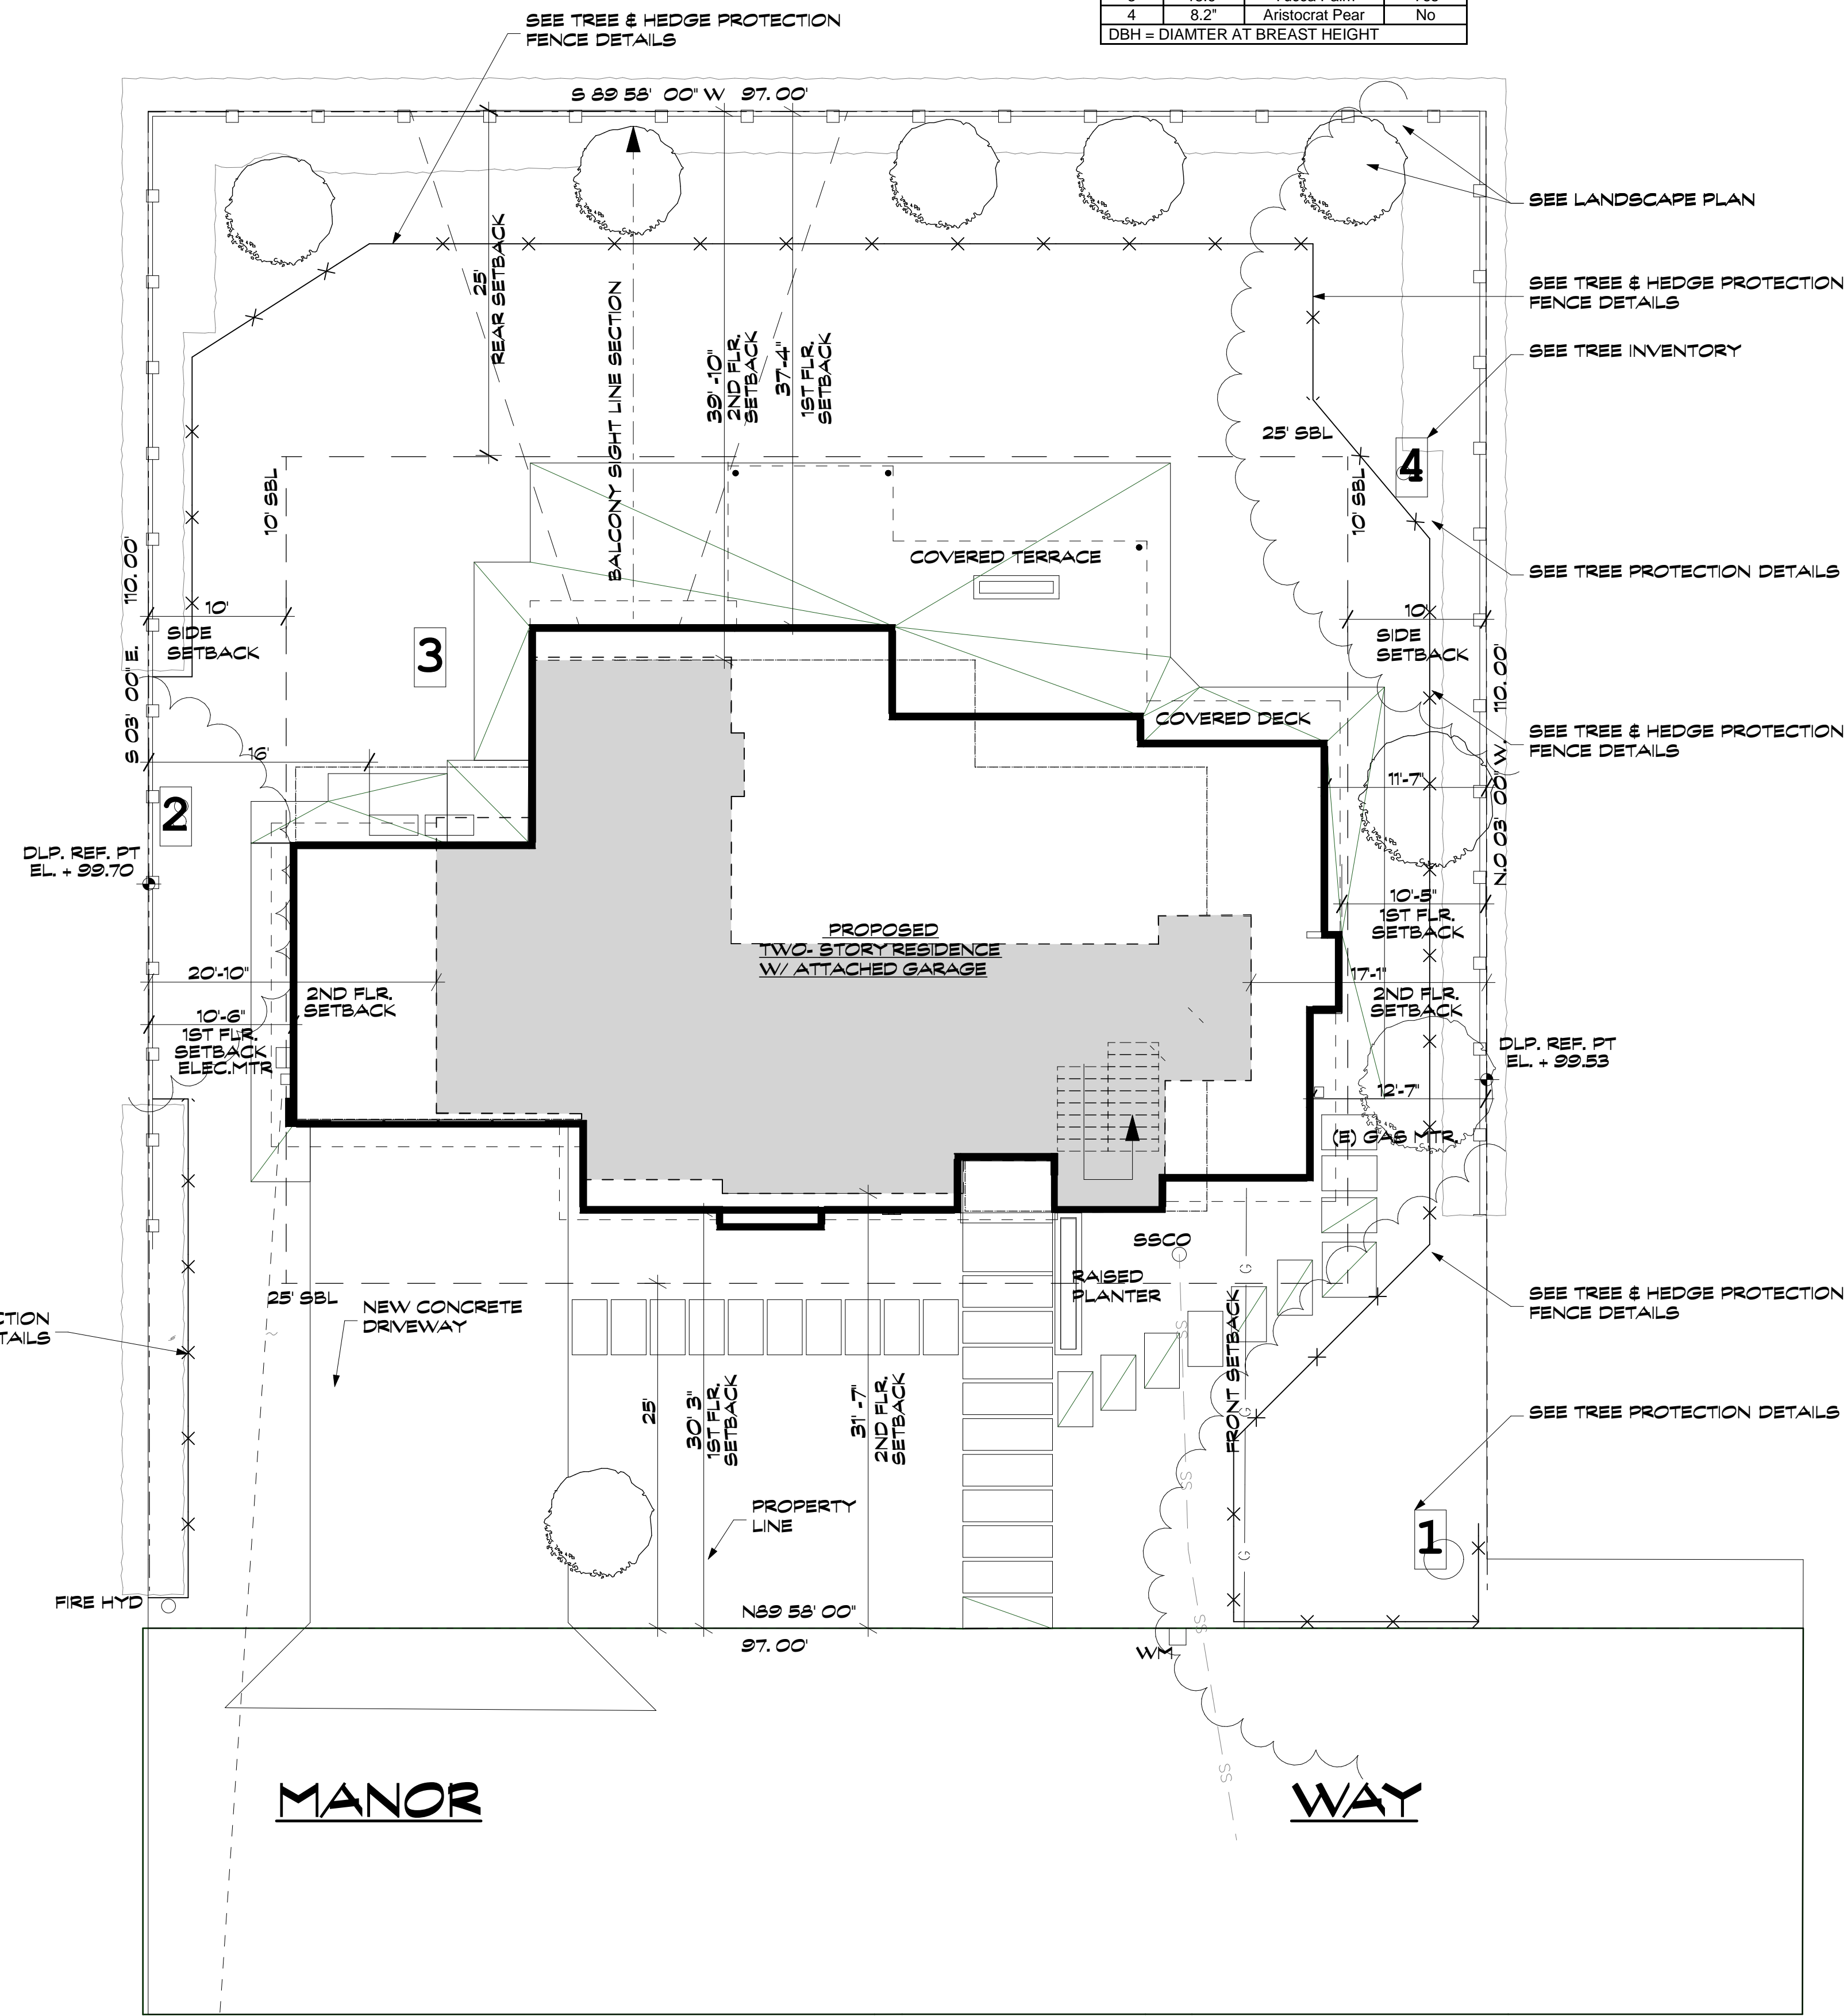 4 8.2" Aristocrat Pear No
DBH = DIAMTER AT BREAST HEIGHT
SEE TREE & HEDGE PROTECTION
FENCE DETAILS
S 89 58' 00" W 97.00'
SEE LANDSCAPE PLAN
SEE TREE & HEDGE PROTECTION
FENCE DETAILS
SEE TREE INVENTORY
25'
REAR SETBACK
BALCONY SIGHT LINE SECTION
39'-10"
2ND FLR.
SETBACK
37'-4"
1ST FLR.
SETBACK
25' SBL
4
10' SBL
10' SBL
COVERED TERRACE
SEE TREE PROTECTION DETAILS
110.00'
S 03' 00" E.
10'
SIDE
SETBACK
3
10'
SIDE
SETBACK
110.00'
N.0 03' 00" W.
COVERED DECK
SEE TREE & HEDGE PROTECTION
FENCE DETAILS
16'
11'-7"
2
DLP. REF. PT
EL. + 99.70
10'-5"
1ST FLR.
SETBACK
PROPOSED
TWO- STORY RESIDENCE
W/ ATTACHED GARAGE
20'-10"
2ND FLR.
SETBACK
17'-1"
2ND FLR.
SETBACK
10'-6"
1ST FLR.
SETBACK
ELEC.MTR
DLP. REF. PT
EL. + 99.53
12'-7"
(E) GAS MTR.
SSCO
G
RAISED
PLANTER
25' SBL
NEW CONCRETE
DRIVEWAY
SEE TREE & HEDGE PROTECTION
FENCE DETAILS
SS
FRONT SETBACK
25'
30' 3"
1ST FLR.
SETBACK
31'-7"
2ND FLR.
SETBACK
G
SEE TREE PROTECTION DETAILS
SS
PROPERTY
LINE
1
G
FIRE HYD
N89 58' 00"
97.00'
SS
WM
SS
MANOR WAY